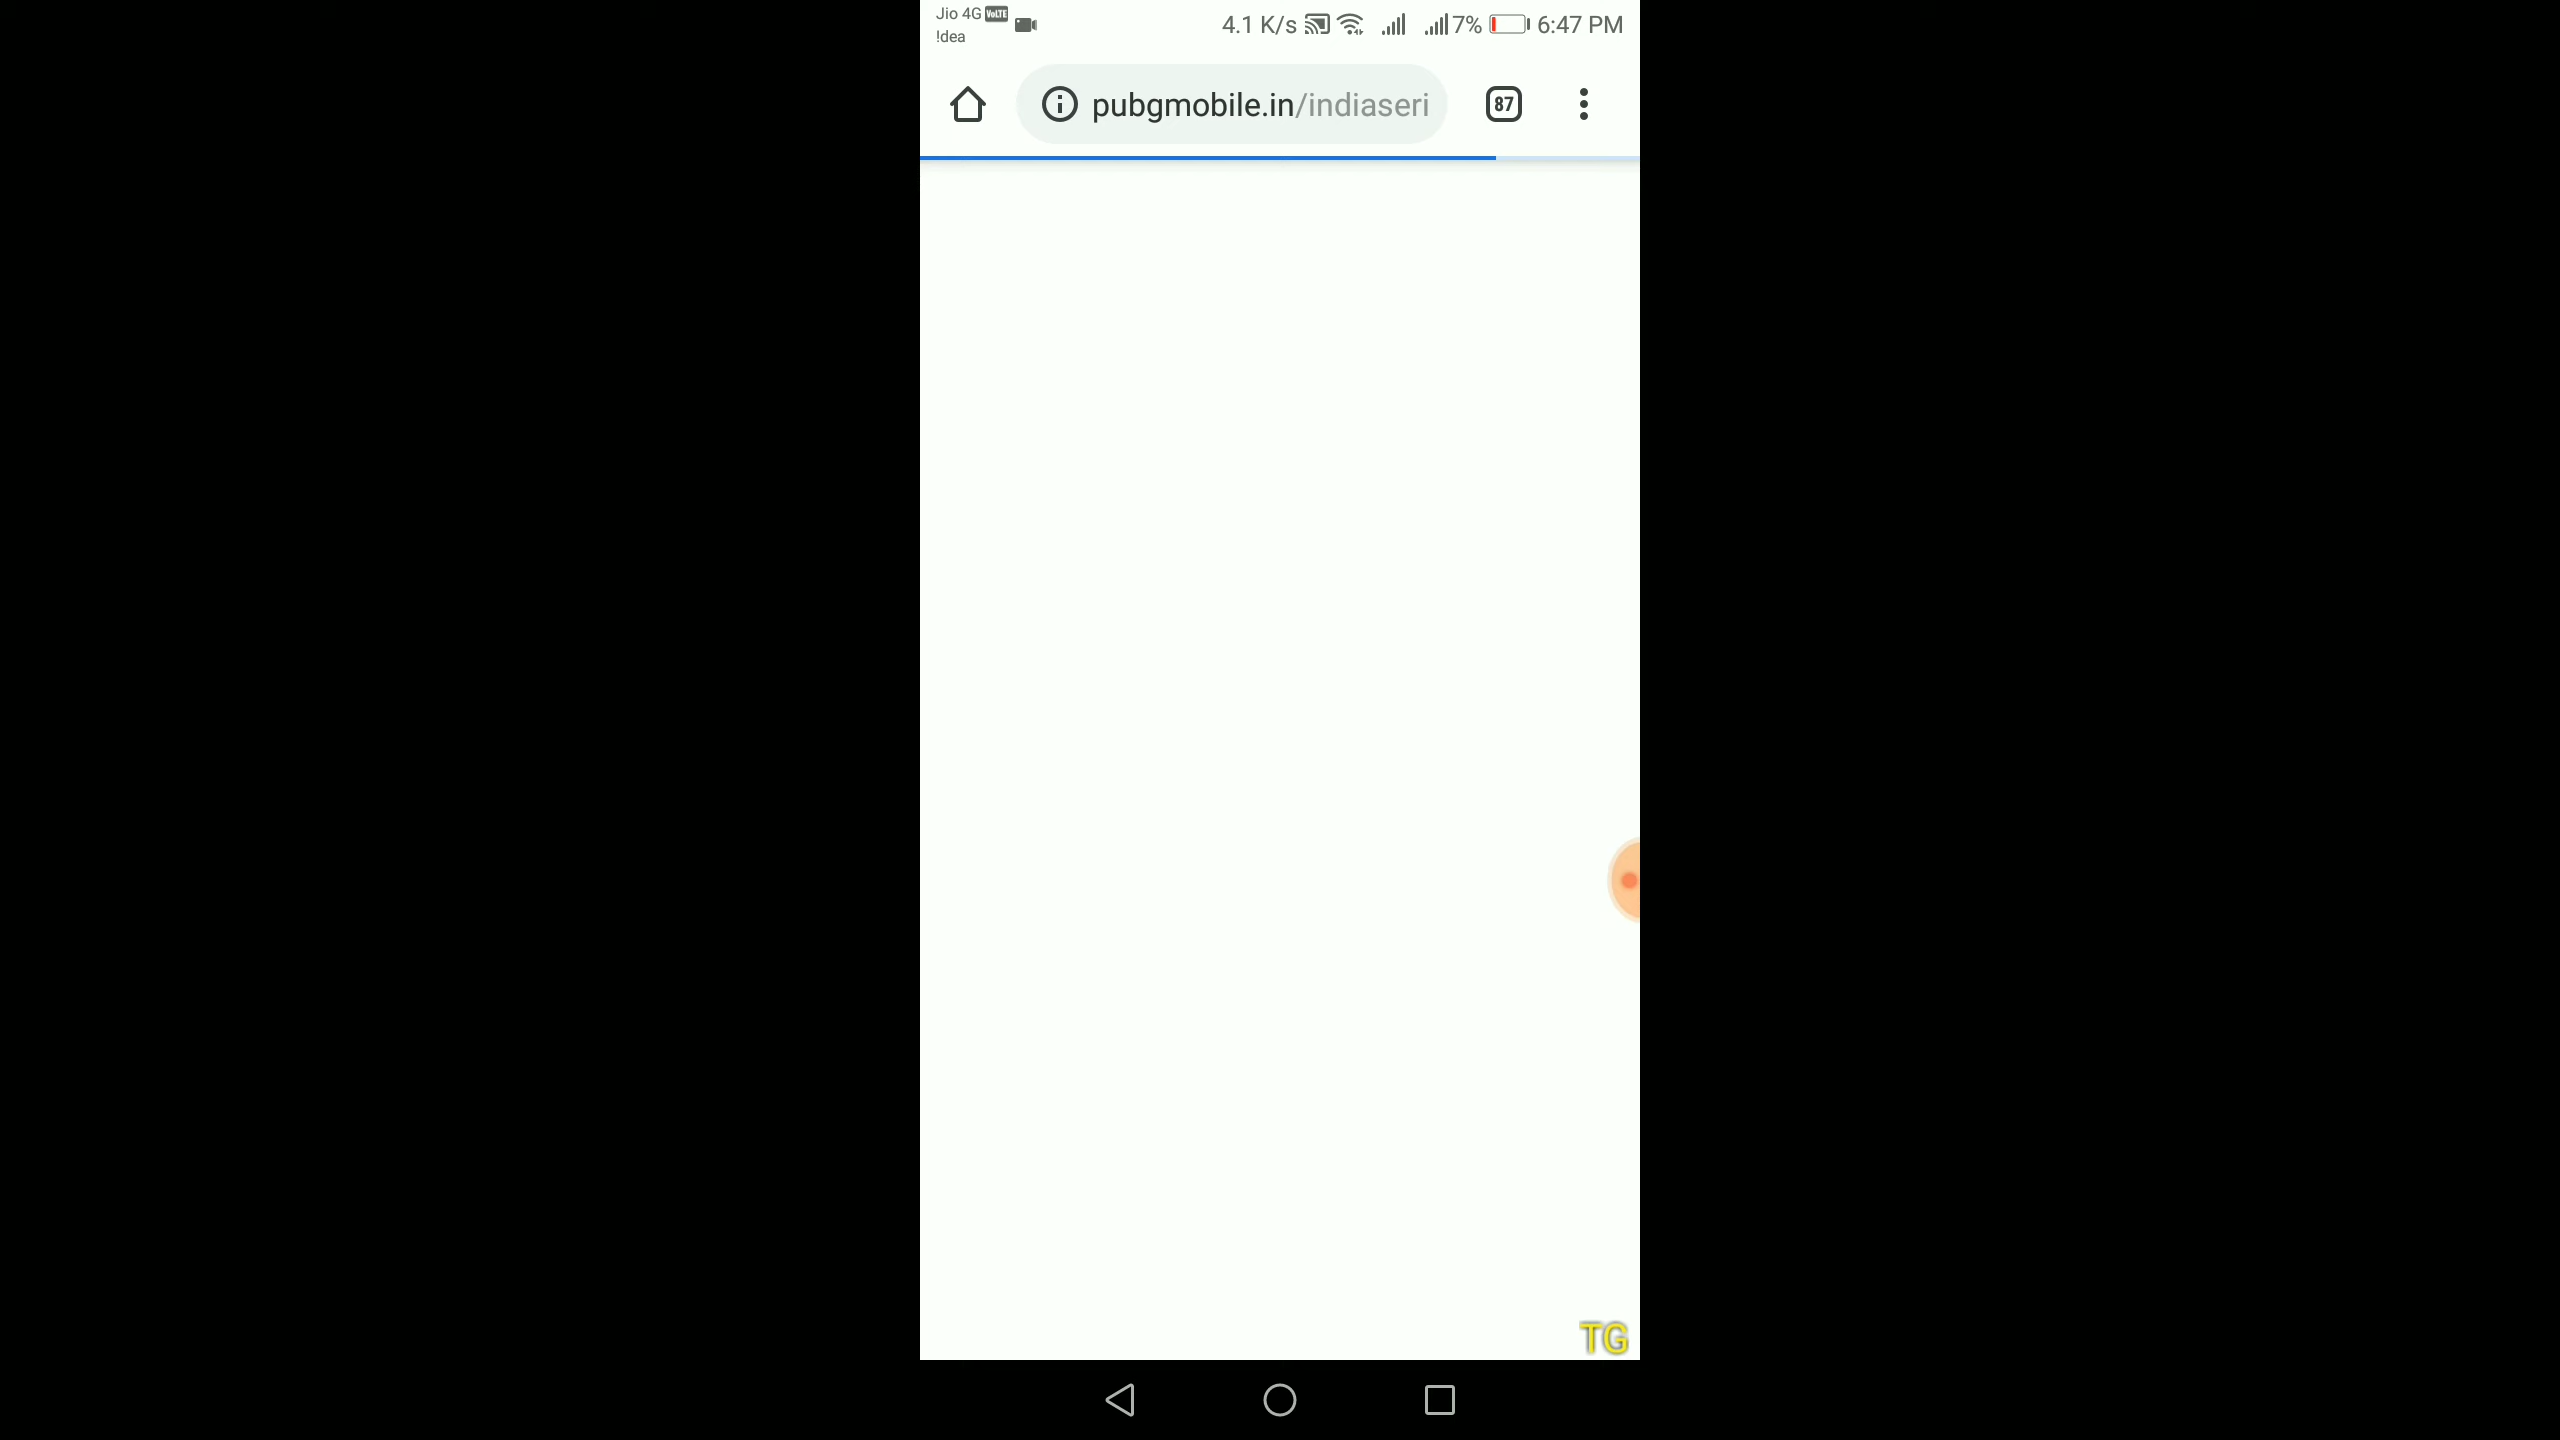 Jio 4G VoLTE
!dea
4.1 K/s 7% 6:47 PM
pubgmobile.in/indiaseri
87
TG